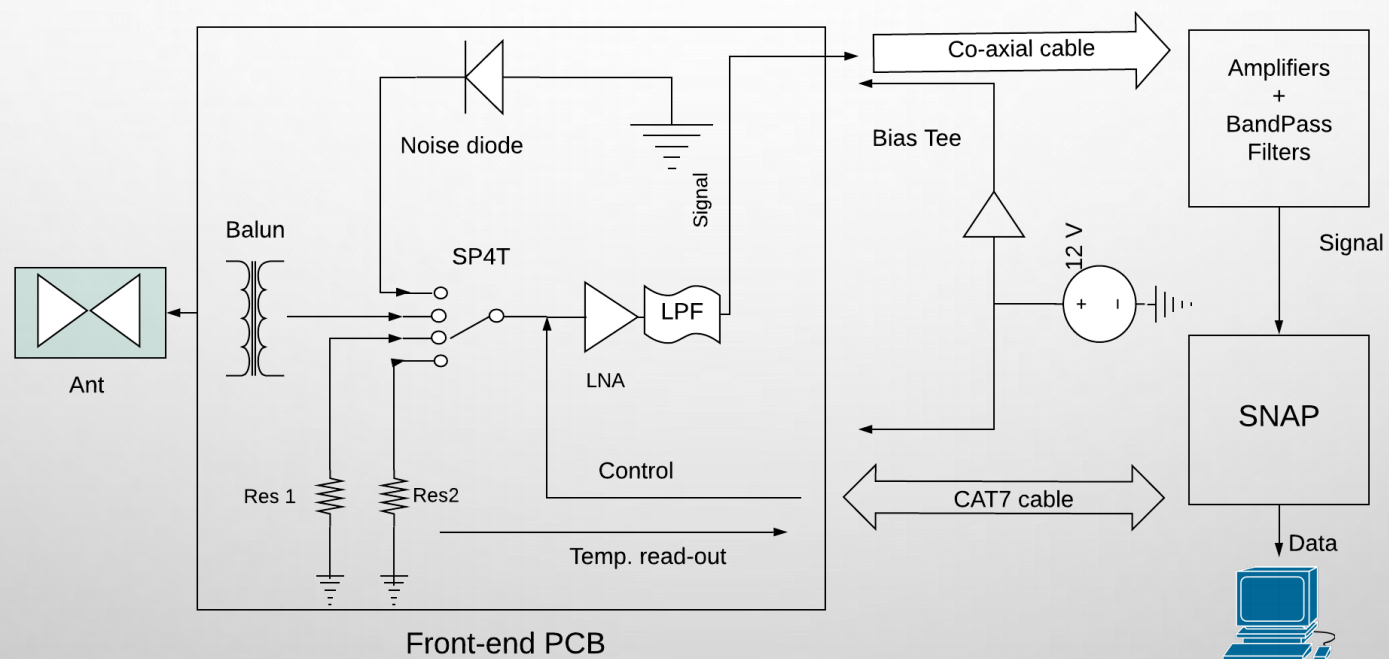 Co-axial cable
Amplifiers
+
BandPass
Filters
Noise diode
Bias Tee
Signal
Balun
SP4T
12 V
Signal
+
LPF
Ant
LNA
SNAP
Control
Res 1
Res2
CAT7 cable
Temp. read-out
Data
Front-end PCB